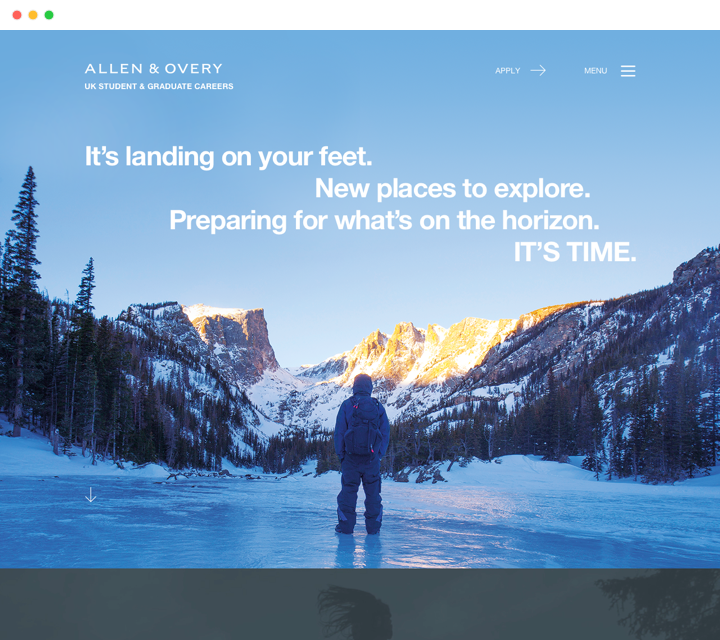 ALLEN & OVERY
UK STUDENT & GRADUATE CAREERS
APPLY
MENU
It’s landing on your feet.
New places to explore.
Preparing for what’s on the horizon.
IT’S TIME.